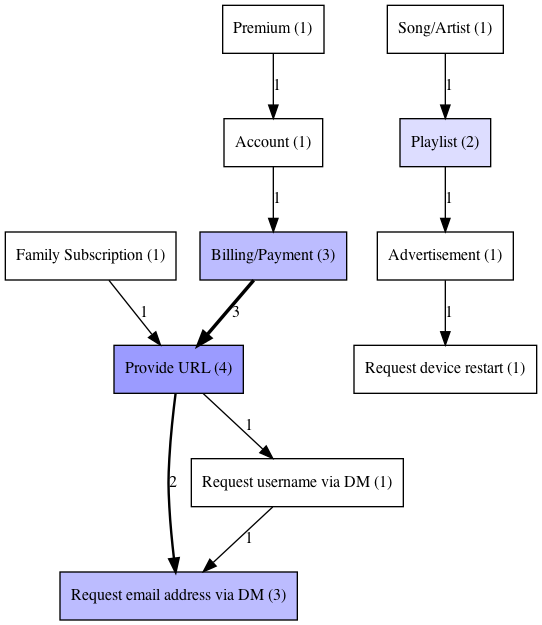 Premium (1)
Song/Artist (1)
1
1
Account (1)
Playlist (2)
1
1
Family Subscription (1)
Billing/Payment (3)
Advertisement (1)
1
3
1
Provide URL (4)
Request device restart (1)
1
2
Request username via DM (1)
1
Request email address via DM (3)